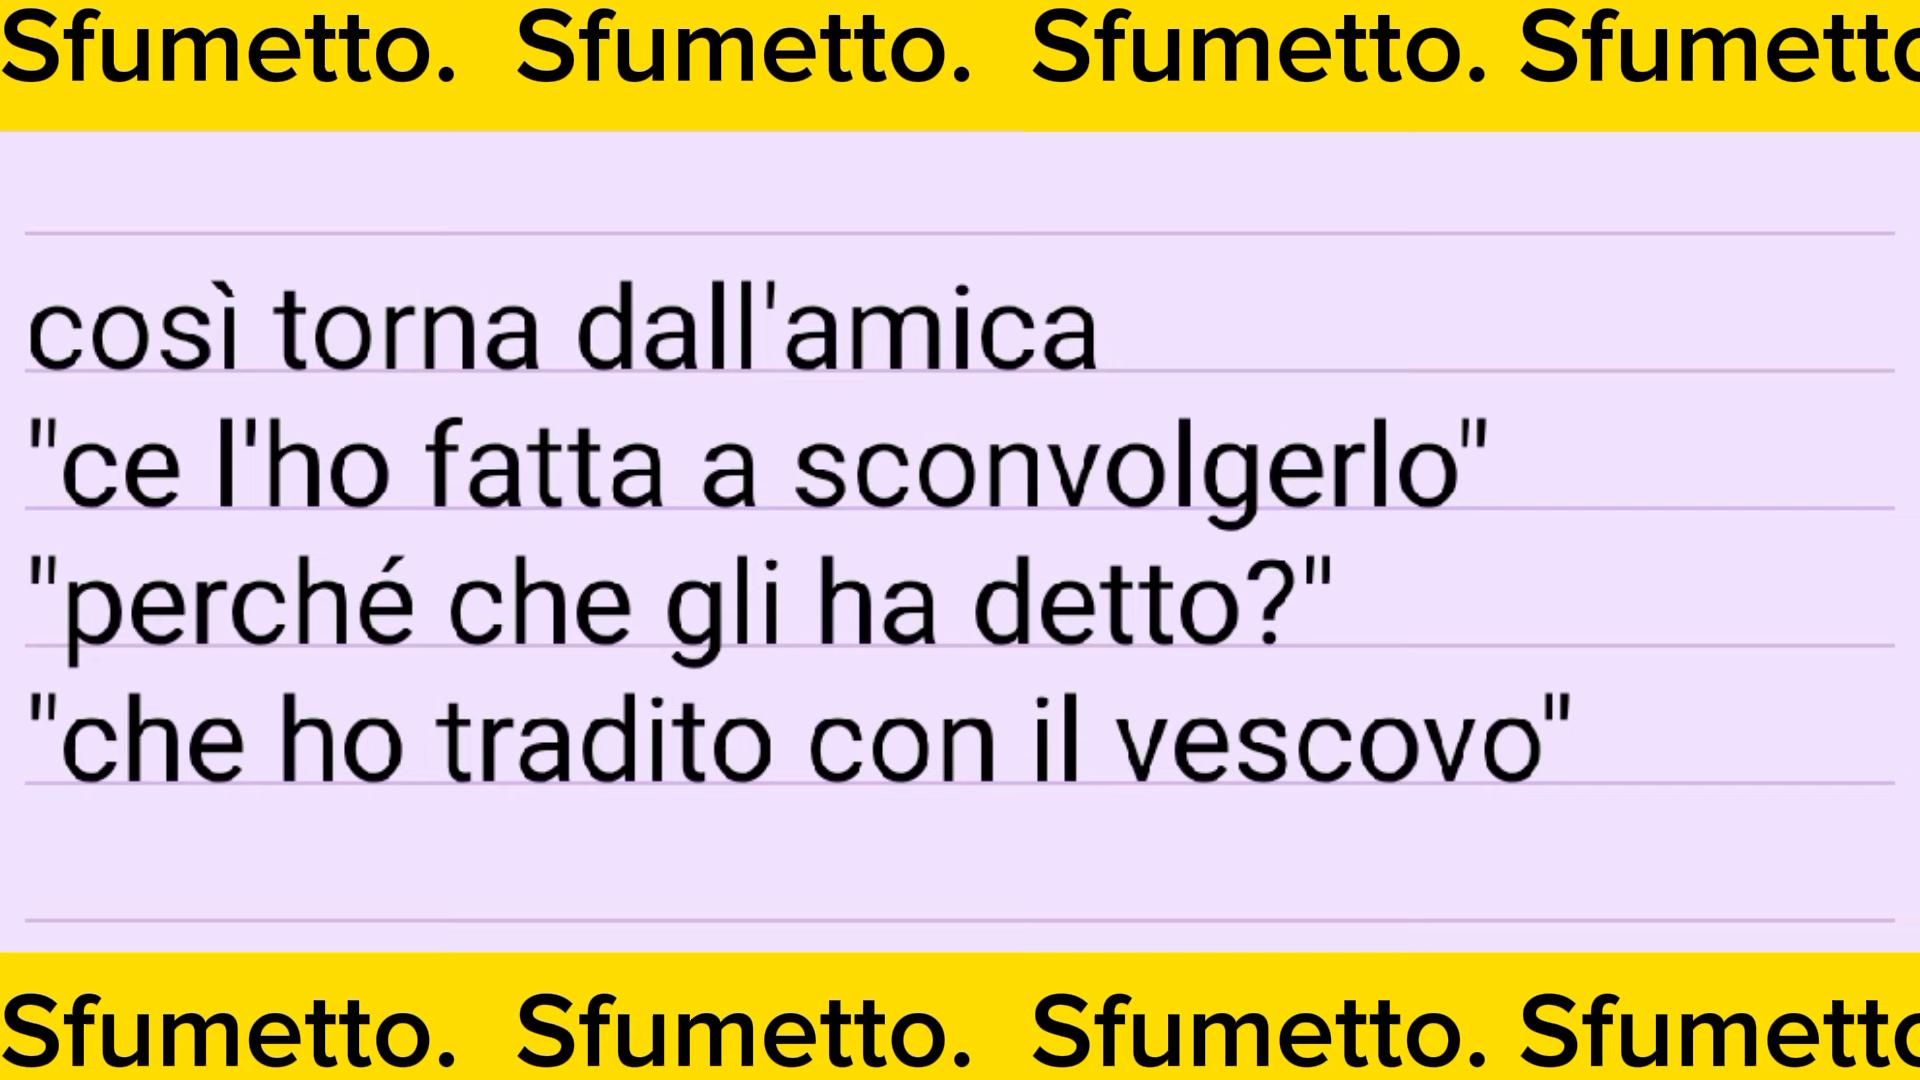 Sfumetto. Sfumetto. Sfumetto. Sfumetto
così torna dall'amica
"ce l'ho fatta a sconvolgerlo"
"perché che gli ha detto?"
"che ho tradito con il vescovo"
Sfumetto. Sfumetto. Sfumetto. Sfumetto